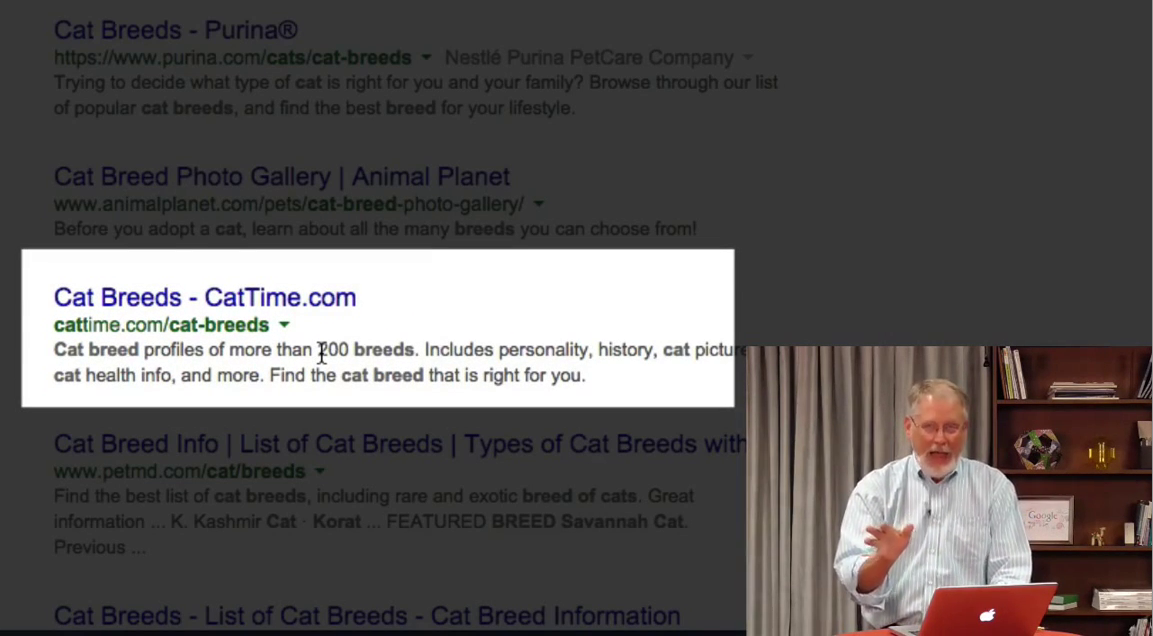 Cat Breeds - Purina®
https://www.purina.com/cats/cat-breeds Nestlé Purina PetCare Company
Trying to decide what type of cat is right for you and your family? Browse through our list
of popular cat breeds, and find the best breed for your lifestyle.
Cat Breed Photo Gallery | Animal Planet
www.animalplanet.com/pets/cat-breed-photo-gallery/
Before you adopt a cat, learn about all the many breeds you can choose from!
Cat Breeds - CatTime.com
cattime.com/cat-breeds
Cat breed profiles of more than 200 breeds. Includes personality, history, cat picture
cat health info, and more. Find the cat breed that is right for you.
Cat Breed Info | List of Cat Breeds | Types of Cat Breeds with
www.petmd.com/cat/breeds
Find the best list of cat breeds, including rare and exotic breed of cats. Great
information ... K. Kashmir Cat · Korat ... FEATURED BREED Savannah Cat.
Previous ...
Google
Cat Breeds - List of Cat Breeds - Cat Breed Information